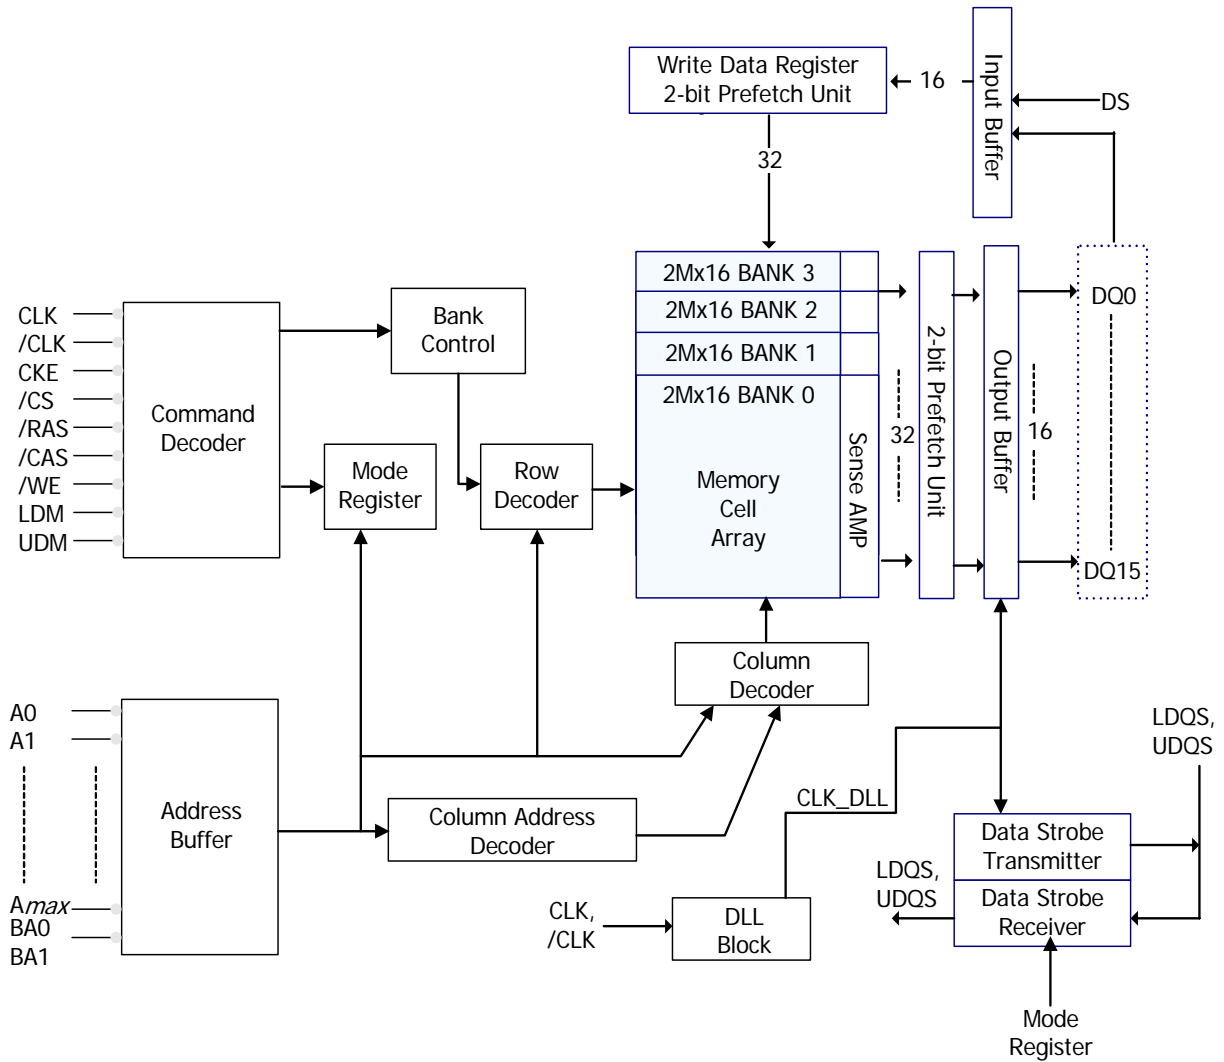 Write Data Register
2-bit Prefetch Unit
16
Input Buffer
DS
32
2Mx16 BANK 3
2Mx16 BANK 2
2Mx16 BANK 1
2Mx16 BANK 0
Memory
Cell
Array
Sense AMP
32
2-bit Prefetch Unit
Output Buffer
16
DQ0
DQ15
CLK
/CLK
CKE
/CS
/RAS
/CAS
/WE
LDM
UDM
Command
Decoder
Bank
Control
Mode
Register
Row
Decoder
Column
Decoder
A0
A1
Amax
BA0
BA1
Address
Buffer
Column Address
Decoder
CLK_DLL
CLK,
/CLK
DLL
Block
LDQS,
UDQS
Data Strobe
Transmitter
Data Strobe
Receiver
LDQS,
UDQS
Mode
Register